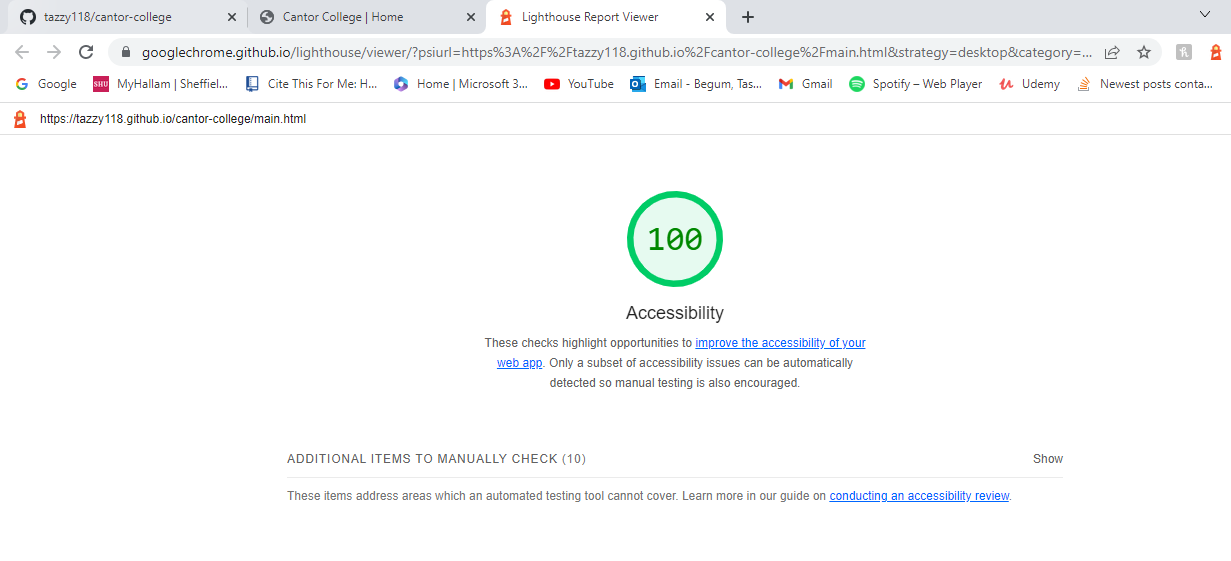 tazzy118/cantor-college
Cantor College | Home
Lighthouse Report Viewer
googlechrome.github.io/lighthouse/viewer/?psiurl=https%3A%2F%2Ftazzy118.github.io%2Fcantor-college%2Fmain.html&strategy=desktop&category=...
Google
SHU
MyHallam | Sheffiel...
Cite This For Me: H...
Home | Microsoft 3...
YouTube
Email - Begum, Tas...
Gmail
Spotify – Web Player
Udemy
Newest posts conta...
https://tazzy118.github.io/cantor-college/main.html
100
Accessibility
These checks highlight opportunities to improve the accessibility of your
web app. Only a subset of accessibility issues can be automatically
detected so manual testing is also encouraged.
ADDITIONAL ITEMS TO MANUALLY CHECK (10)
Show
These items address areas which an automated testing tool cannot cover. Learn more in our guide on conducting an accessibility review.